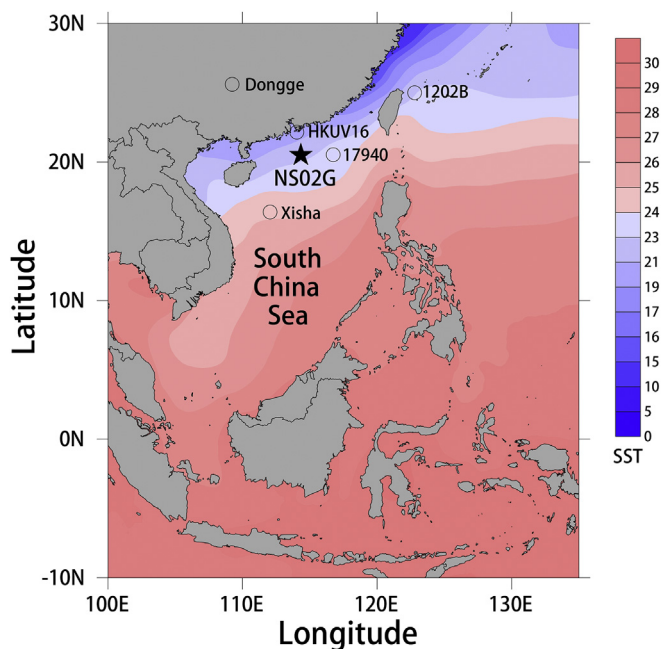 30N
20N
10N
0N
-10N
Latitude
100E
110E
120E
130E
Longitude
Dongge
1202B
HKUV16
17940
NS02G
Xisha
South
China
Sea
30
29
28
27
26
25
24
23
21
20
19
17
16
15
10
5
0
SST